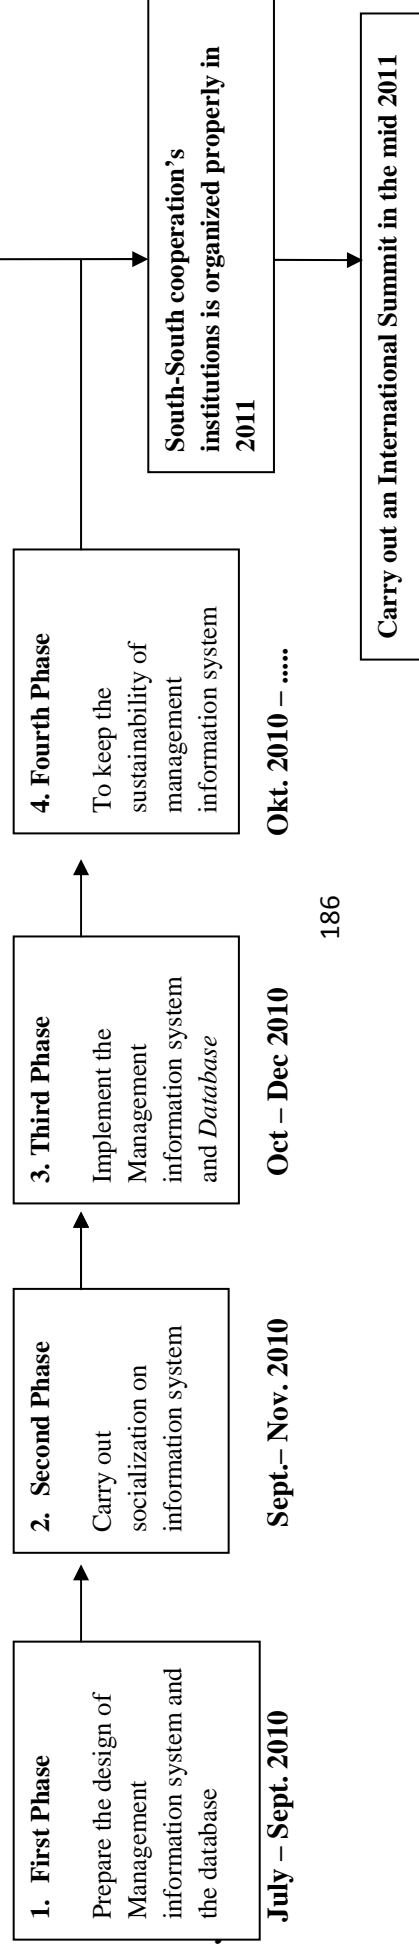 1. First Phase
Prepare the design of
Management
information system and
the database
July – Sept. 2010
2. Second Phase
Carry out
socialization on
information system
Sept.– Nov. 2010
3. Third Phase
Implement the
Management
information system
and Database
Oct – Dec 2010
4. Fourth Phase
To keep the
sustainability of
management
information system
Okt. 2010 – .....
South-South cooperation’s
institutions is organized properly in
2011
Carry out an International Summit in the mid 2011
186